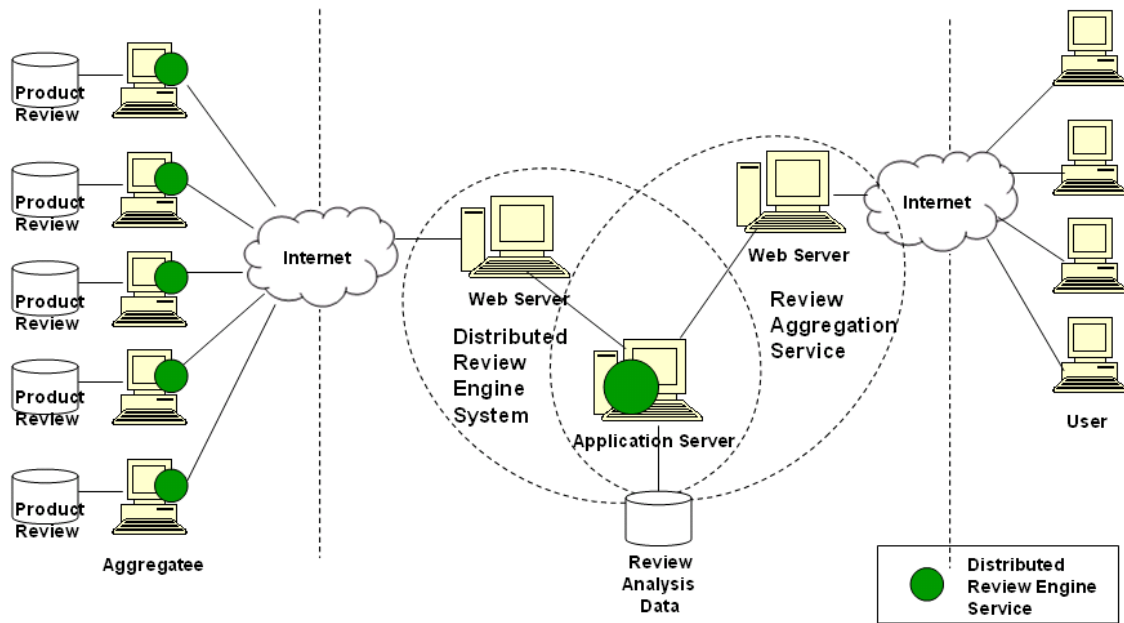 Product
Review
Product
Review
Product
Review
Product
Review
Product
Review
Aggregatee
Internet
Web Server
Distributed
Review
Engine
System
Application Server
Review
Analysis
Data
Web Server
Review
Aggregation
Service
Internet
User
Distributed
Review Engine
Service